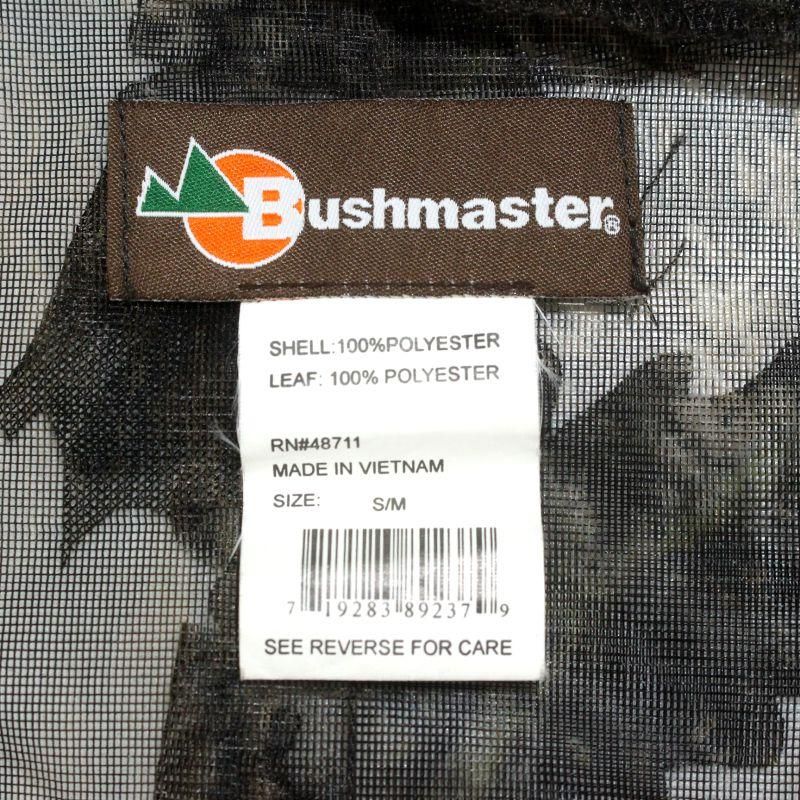 Bushmaster®
SHELL:100%POLYESTER
LEAF: 100% POLYESTER
RN#48711
MADE IN VIETNAM
SIZE: S/M
7 19283 89237 9
SEE REVERSE FOR CARE